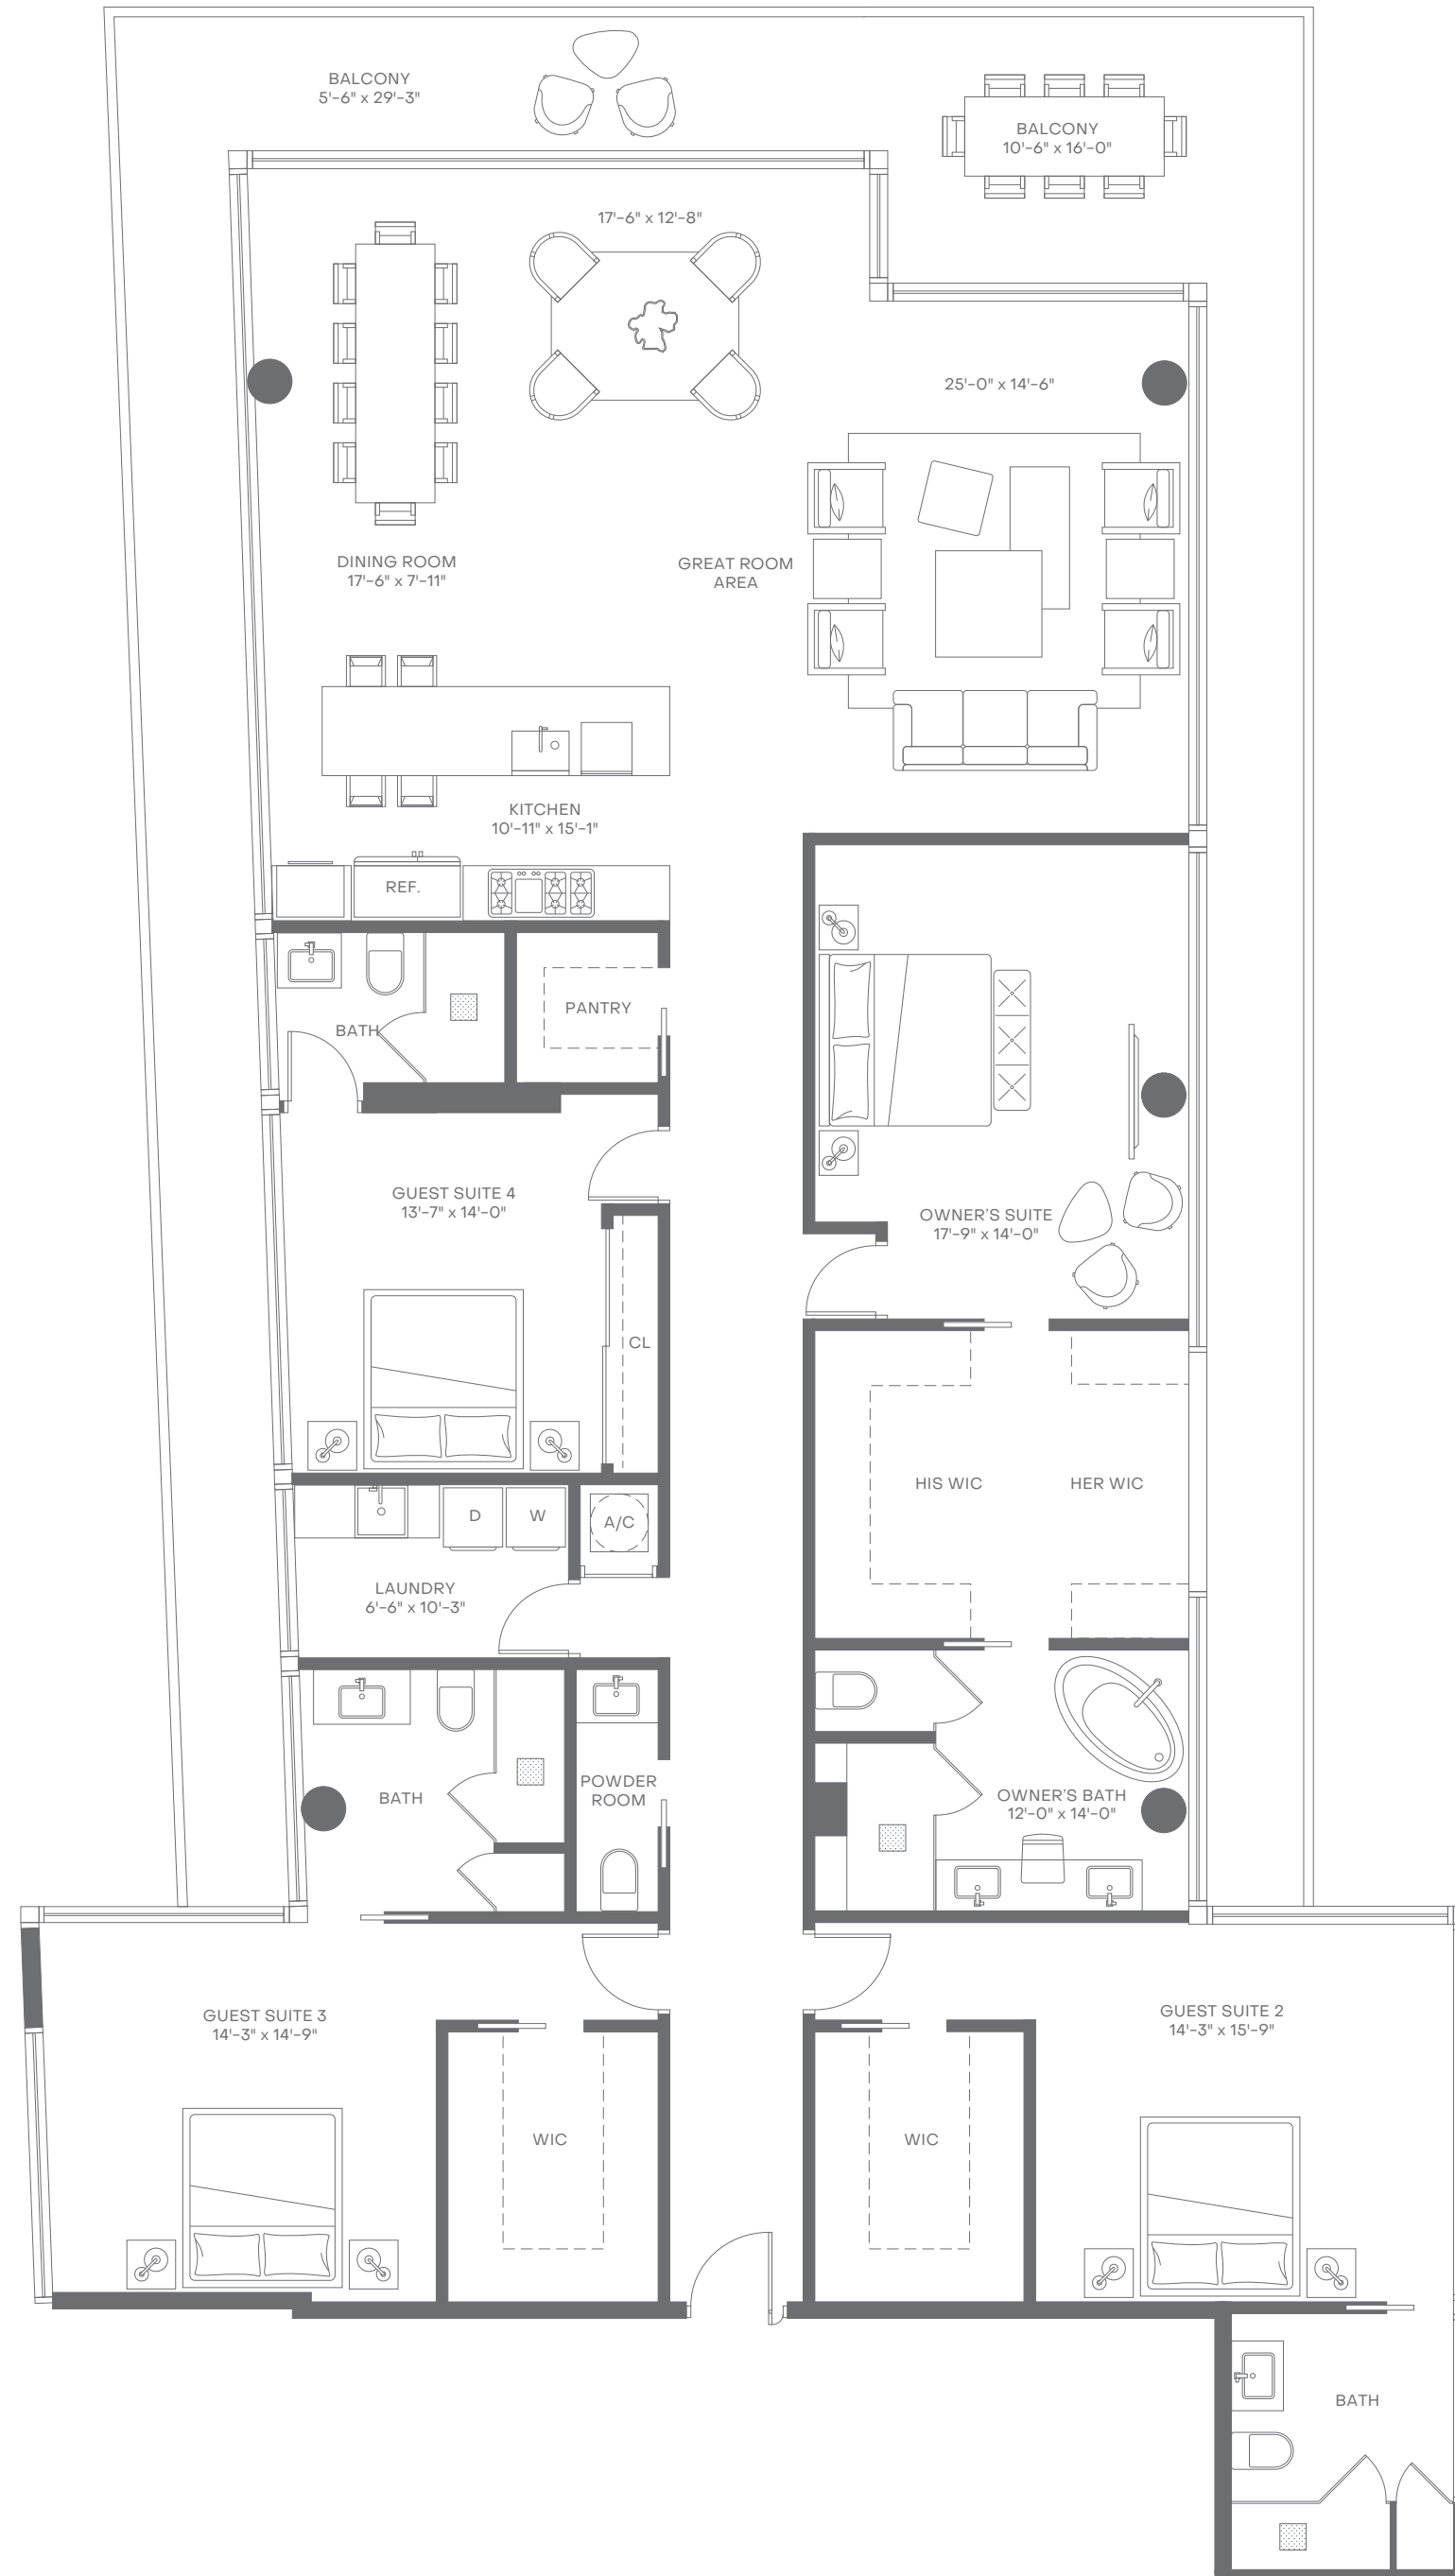 BALCONY
5'-6" x 29'-3"
BALCONY
10'-6" x 16'-0"
17'-6" x 12'-8"
25'-0" x 14'-6"
DINING ROOM
17'-6" x 7'-11"
GREAT ROOM
AREA
KITCHEN
10'-11" x 15'-1"
REF.
PANTRY
BATH
GUEST SUITE 4
13'-7" x 14'-0"
OWNER'S SUITE
17'-9" x 14'-0"
CL
HIS WIC
HER WIC
D
W
A/C
LAUNDRY
6'-6" x 10'-3"
POWDER
ROOM
BATH
OWNER'S BATH
12'-0" x 14'-0"
GUEST SUITE 3
14'-3" x 14'-9"
GUEST SUITE 2
14'-3" x 15'-9"
WIC
WIC
BATH